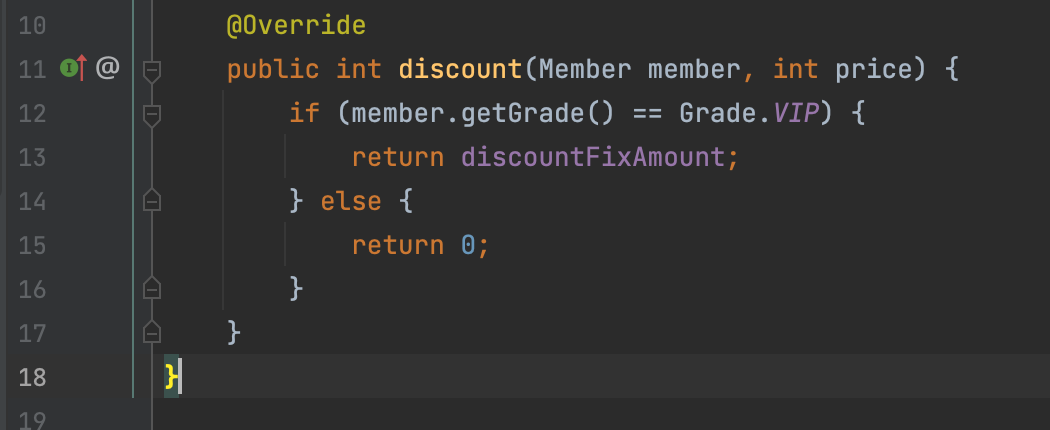 10 @Override
11 I @ public int discount(Member member, int price) {
12 if (member.getGrade() == Grade.VIP) {
13 return discountFixAmount;
14 } else {
15 return 0;
16 }
17 }
18 }
19